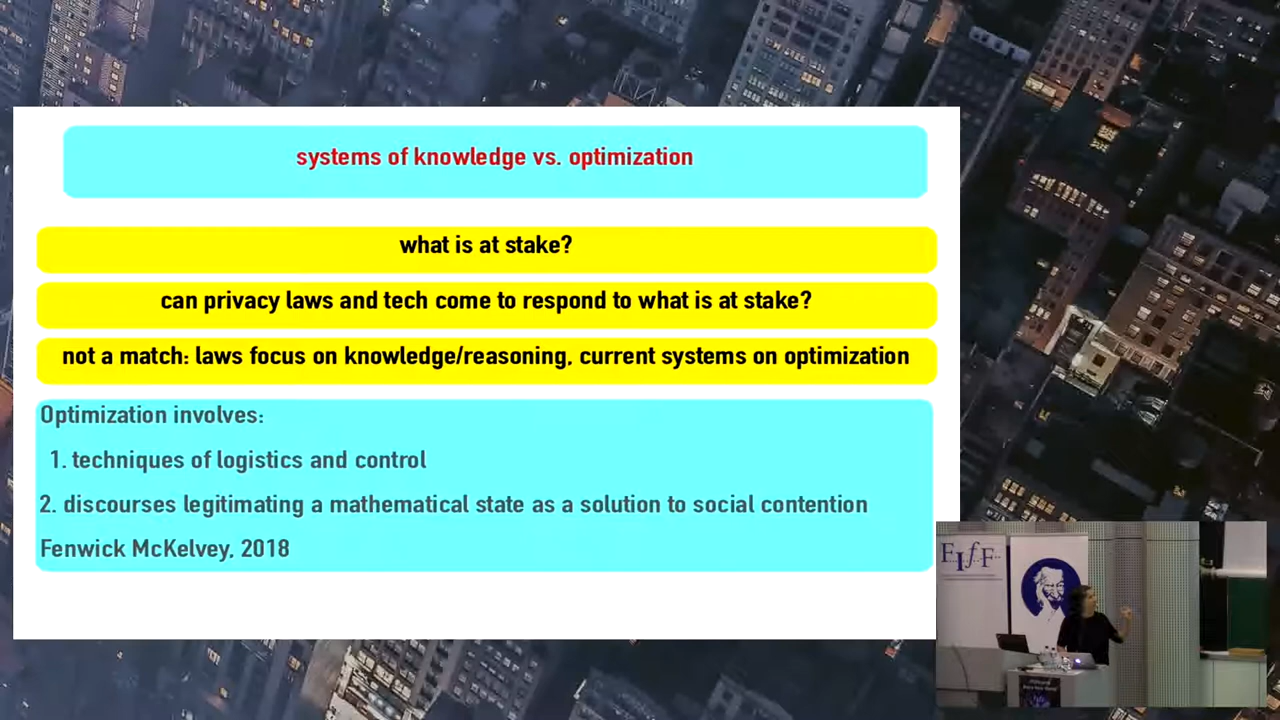 systems of knowledge vs. optimization
what is at stake?
can privacy laws and tech come to respond to what is at stake?
not a match: laws focus on knowledge/reasoning, current systems on optimization
Optimization involves:
1. techniques of logistics and control
2. discourses legitimating a mathematical state as a solution to social contention
Fenwick McKelvey, 2018
FIfF